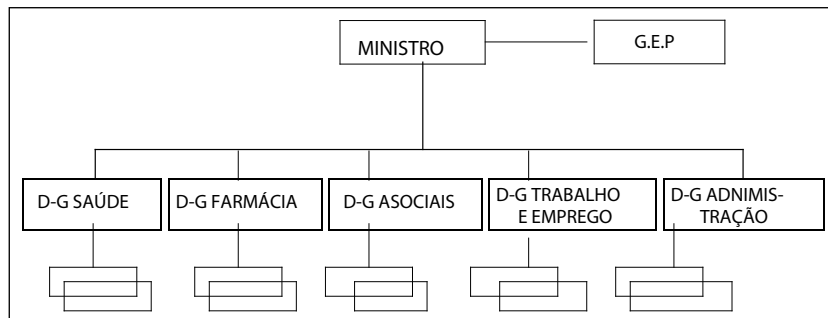 MINISTRO
G.E.P
D-G SAÚDE
D-G FARMÁCIA
D-G ASOCIAIS
D-G TRABALHO
E EMPREGO
D-G ADNIMIS-
TRAÇÃO